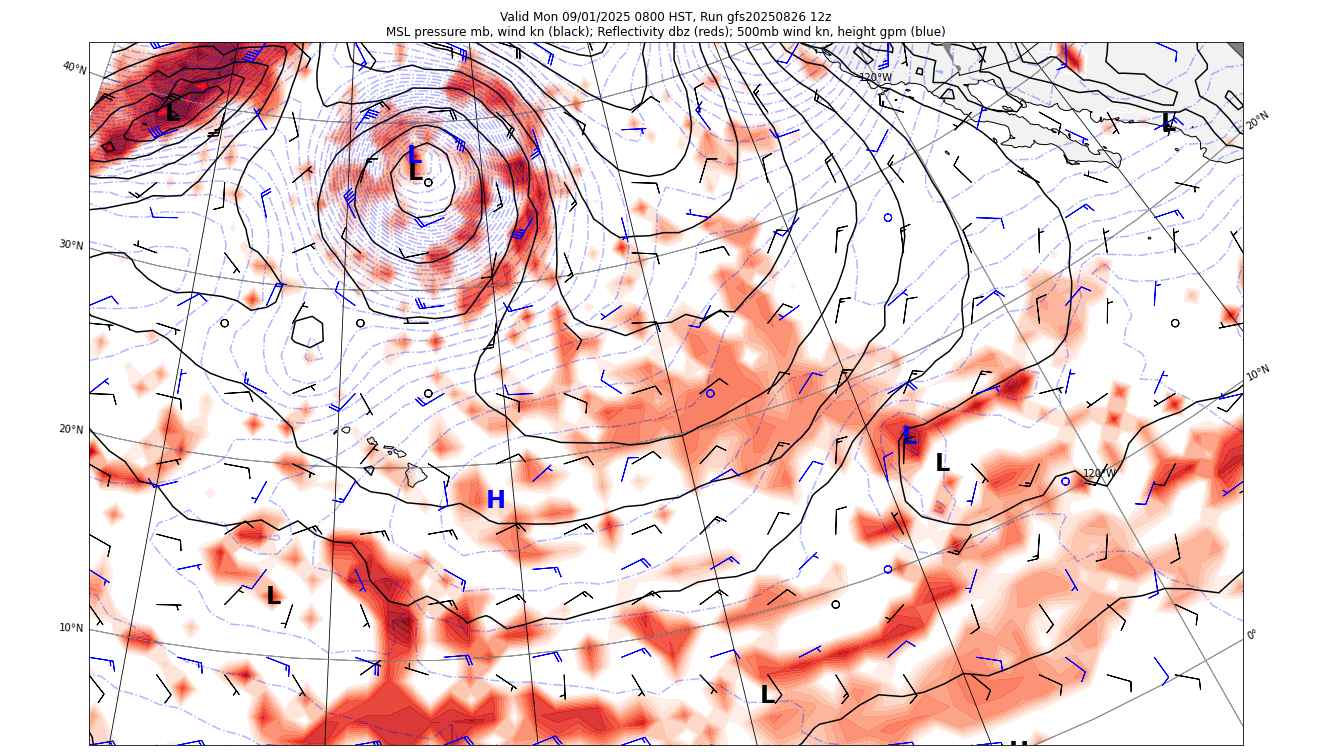 Valid Mon 09/01/2025 0800 HST, Run gfs20250826 12z
MSL pressure mb, wind kn (black); Reflectivity dbz (reds); 500mb wind kn, height gpm (blue)
40°N
120°W
L
L
20°N
L
L
30°N
10°N
20°N
L
L
120°W
H
L
10°N
0°
L
H